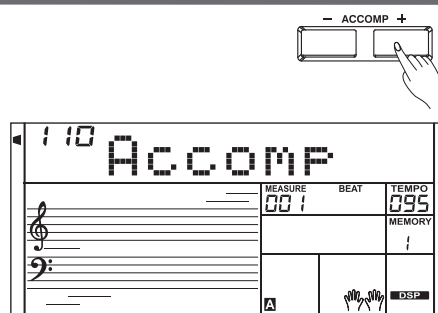 − ACCOMP +
110 Accomp
MEASURE BEAT TEMPO
001 095
MEMORY
1
A DSP